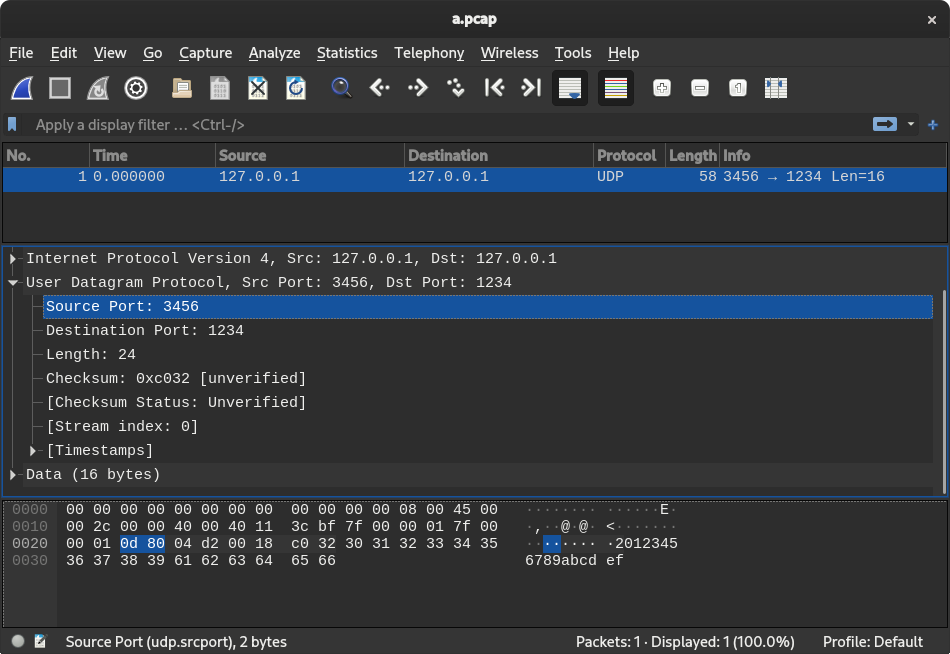 a.pcap ×
File Edit View Go Capture Analyze Statistics Telephony Wireless Tools Help
Apply a display filter … <Ctrl-/>
No. Time Source Destination Protocol Length Info
1 0.000000 127.0.0.1 127.0.0.1 UDP 58 3456 → 1234 Len=16
Internet Protocol Version 4, Src: 127.0.0.1, Dst: 127.0.0.1
User Datagram Protocol, Src Port: 3456, Dst Port: 1234
Source Port: 3456
Destination Port: 1234
Length: 24
Checksum: 0xc032 [unverified]
[Checksum Status: Unverified]
[Stream index: 0]
[Timestamps]
Data (16 bytes)
0000 00 00 00 00 00 00 00 00 00 00 00 00 08 00 45 00 ········ ······E·
0010 00 2c 00 00 40 00 40 11 3c bf 7f 00 00 01 7f 00 ·,··@·@· <·······
0020 00 01 0d 80 04 d2 00 18 c0 32 30 31 32 33 34 35 ········ ·2012345
0030 36 37 38 39 61 62 63 64 65 66 6789abcd ef
Source Port (udp.srcport), 2 bytes Packets: 1 · Displayed: 1 (100.0%) Profile: Default